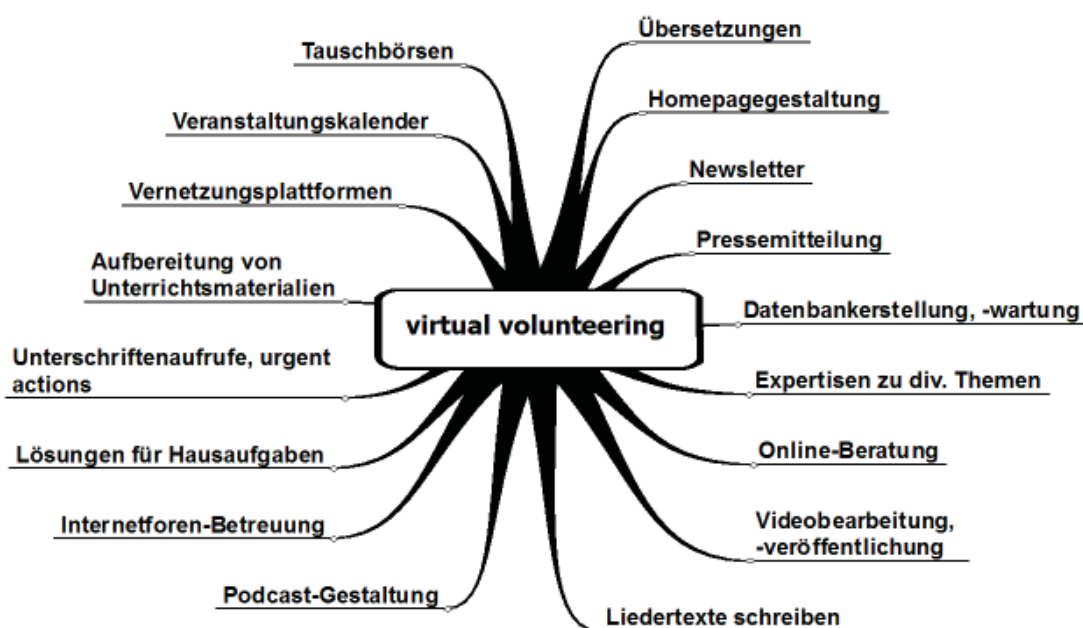 Tauschbörsen
Veranstaltungskalender
Vernetzungsplattformen
Aufbereitung von
Unterrichtsmaterialien
Unterschriftenaufrufe, urgent
actions
Lösungen für Hausaufgaben
Internetforen-Betreuung
Podcast-Gestaltung
virtual volunteering
Übersetzungen
Homepagegestaltung
Newsletter
Pressemitteilung
Datenbankerstellung, -wartung
Expertisen zu div. Themen
Online-Beratung
Videobearbeitung,
-veröffentlichung
Liedertexte schreiben